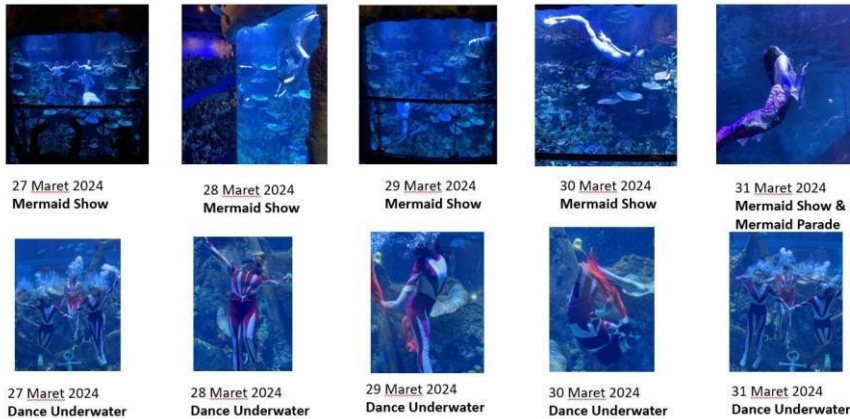 27 Maret 2024
Mermaid Show
28 Maret 2024
Mermaid Show
29 Maret 2024
Mermaid Show
30 Maret 2024
Mermaid Show
31 Maret 2024
Mermaid Show &
Mermaid Parade
27 Maret 2024
Dance Underwater
28 Maret 2024
Dance Underwater
29 Maret 2024
Dance Underwater
30 Maret 2024
Dance Underwater
31 Maret 2024
Dance Underwater